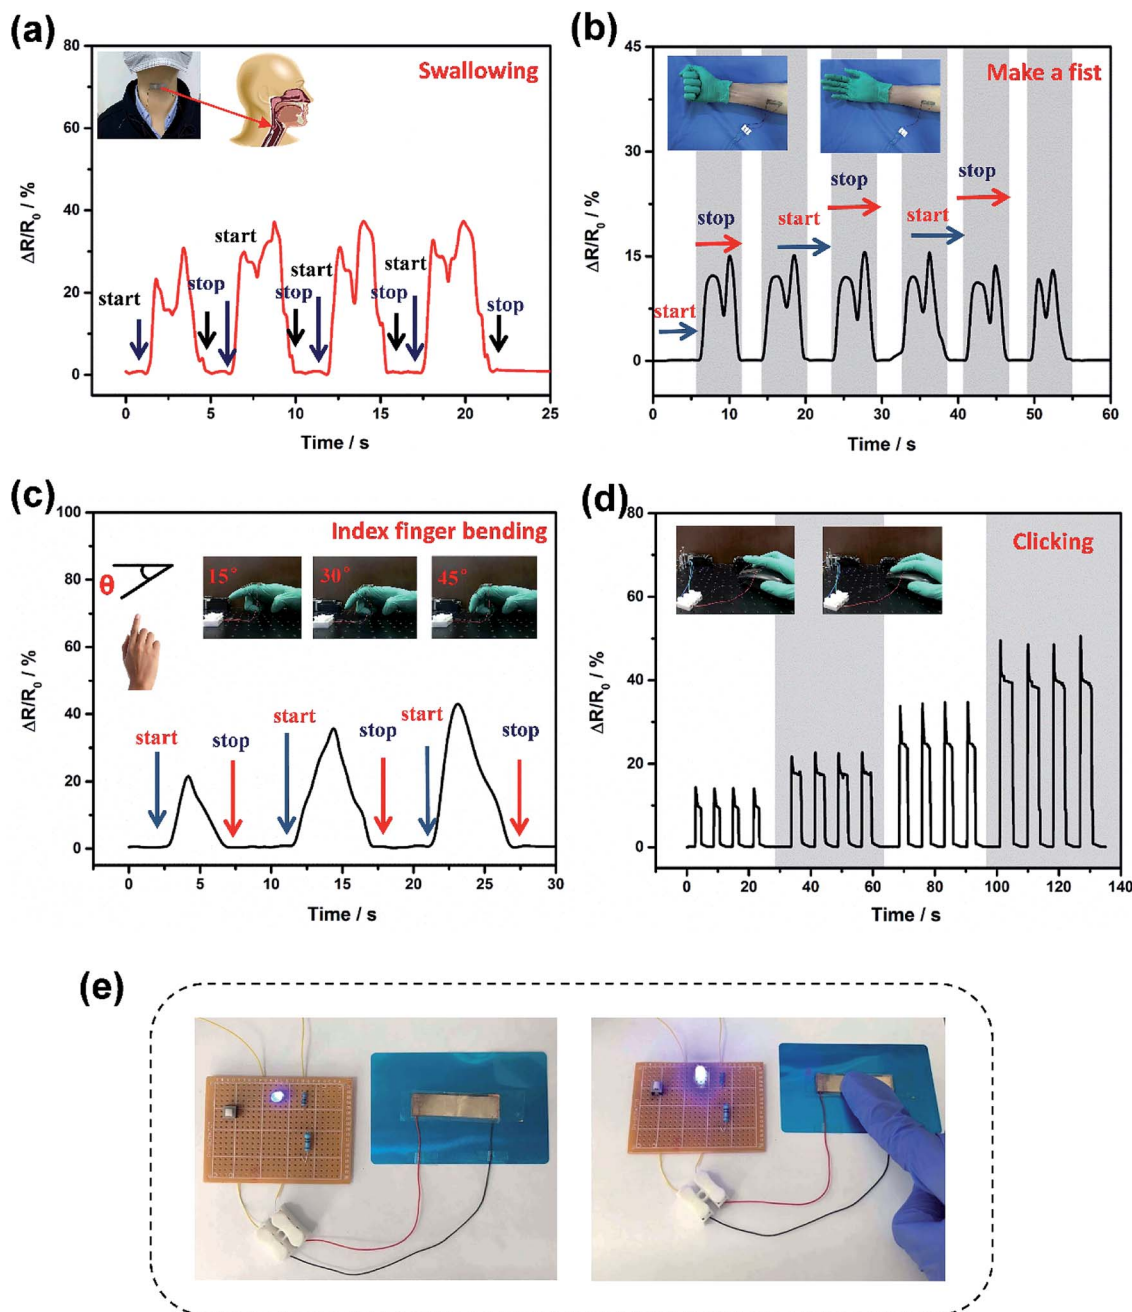 (a)
Swallowing
80
60
40
20
0
ΔR/R₀ / %
start
stop
start
stop
start
stop
start
stop
0 5 10 15 20 25
Time / s
(b)
Make a fist
45
30
15
0
ΔR/R₀ / %
start
stop
start
stop
start
stop
0 10 20 30 40 50 60
Time / s
(c)
Index finger bending
100
80
60
40
20
0
ΔR/R₀ / %
θ
15°
30°
45°
start
stop
start
stop
start
stop
0 5 10 15 20 25 30
Time / s
(d)
Clicking
80
60
40
20
0
ΔR/R₀ / %
0 20 40 60 80 100 120 140
Time / s
(e)